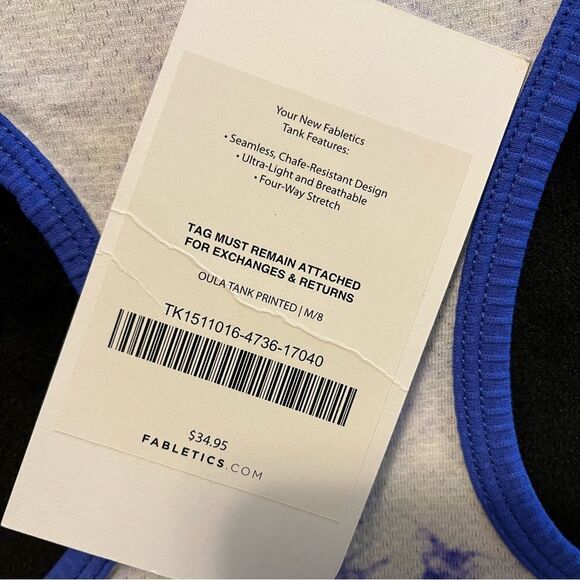 Your New Fabletics
Tank Features:
• Seamless, Chafe-Resistant Design
• Ultra-Light and Breathable
• Four-Way Stretch
TAG MUST REMAIN ATTACHED
FOR EXCHANGES & RETURNS
OULA TANK PRINTED | M/8
TK1511016-4736-17040
$34.95
FABLETICS.COM